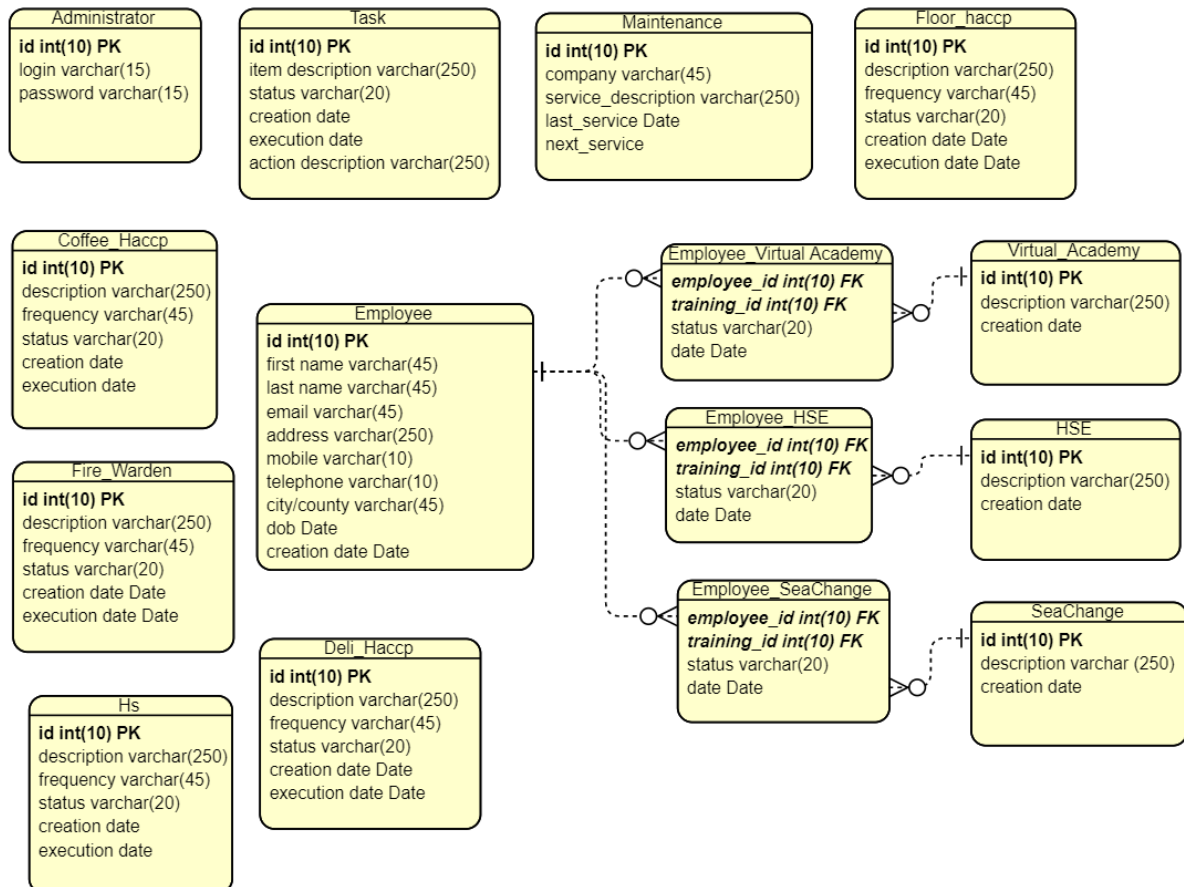 Administrator
id int(10) PK
login varchar(15)
password varchar(15)
Task
id int(10) PK
item description varchar(250)
status varchar(20)
creation date
execution date
action description varchar(250)
Maintenance
id int(10) PK
company varchar(45)
service_description varchar(250)
last_service Date
next_service
Floor_haccp
id int(10) PK
description varchar(250)
frequency varchar(45)
status varchar(20)
creation date Date
execution date Date
Coffee_Haccp
id int(10) PK
description varchar(250)
frequency varchar(45)
status varchar(20)
creation date
execution date
Employee
id int(10) PK
first name varchar(45)
last name varchar(45)
email varchar(45)
address varchar(250)
mobile varchar(10)
telephone varchar(10)
city/county varchar(45)
dob Date
creation date Date
Employee_Virtual Academy
employee_id int(10) FK
training_id int(10) FK
status varchar(20)
date Date
Virtual_Academy
id int(10) PK
description varchar(250)
creation date
Employee_HSE
employee_id int(10) FK
training_id int(10) FK
status varchar(20)
date Date
HSE
id int(10) PK
description varchar(250)
creation date
Fire_Warden
id int(10) PK
description varchar(250)
frequency varchar(45)
status varchar(20)
creation date Date
execution date Date
Employee_SeaChange
employee_id int(10) FK
training_id int(10) FK
status varchar(20)
date Date
SeaChange
id int(10) PK
description varchar (250)
creation date
Deli_Haccp
id int(10) PK
description varchar(250)
frequency varchar(45)
status varchar(20)
creation date Date
execution date Date
Hs
id int(10) PK
description varchar(250)
frequency varchar(45)
status varchar(20)
creation date
execution date